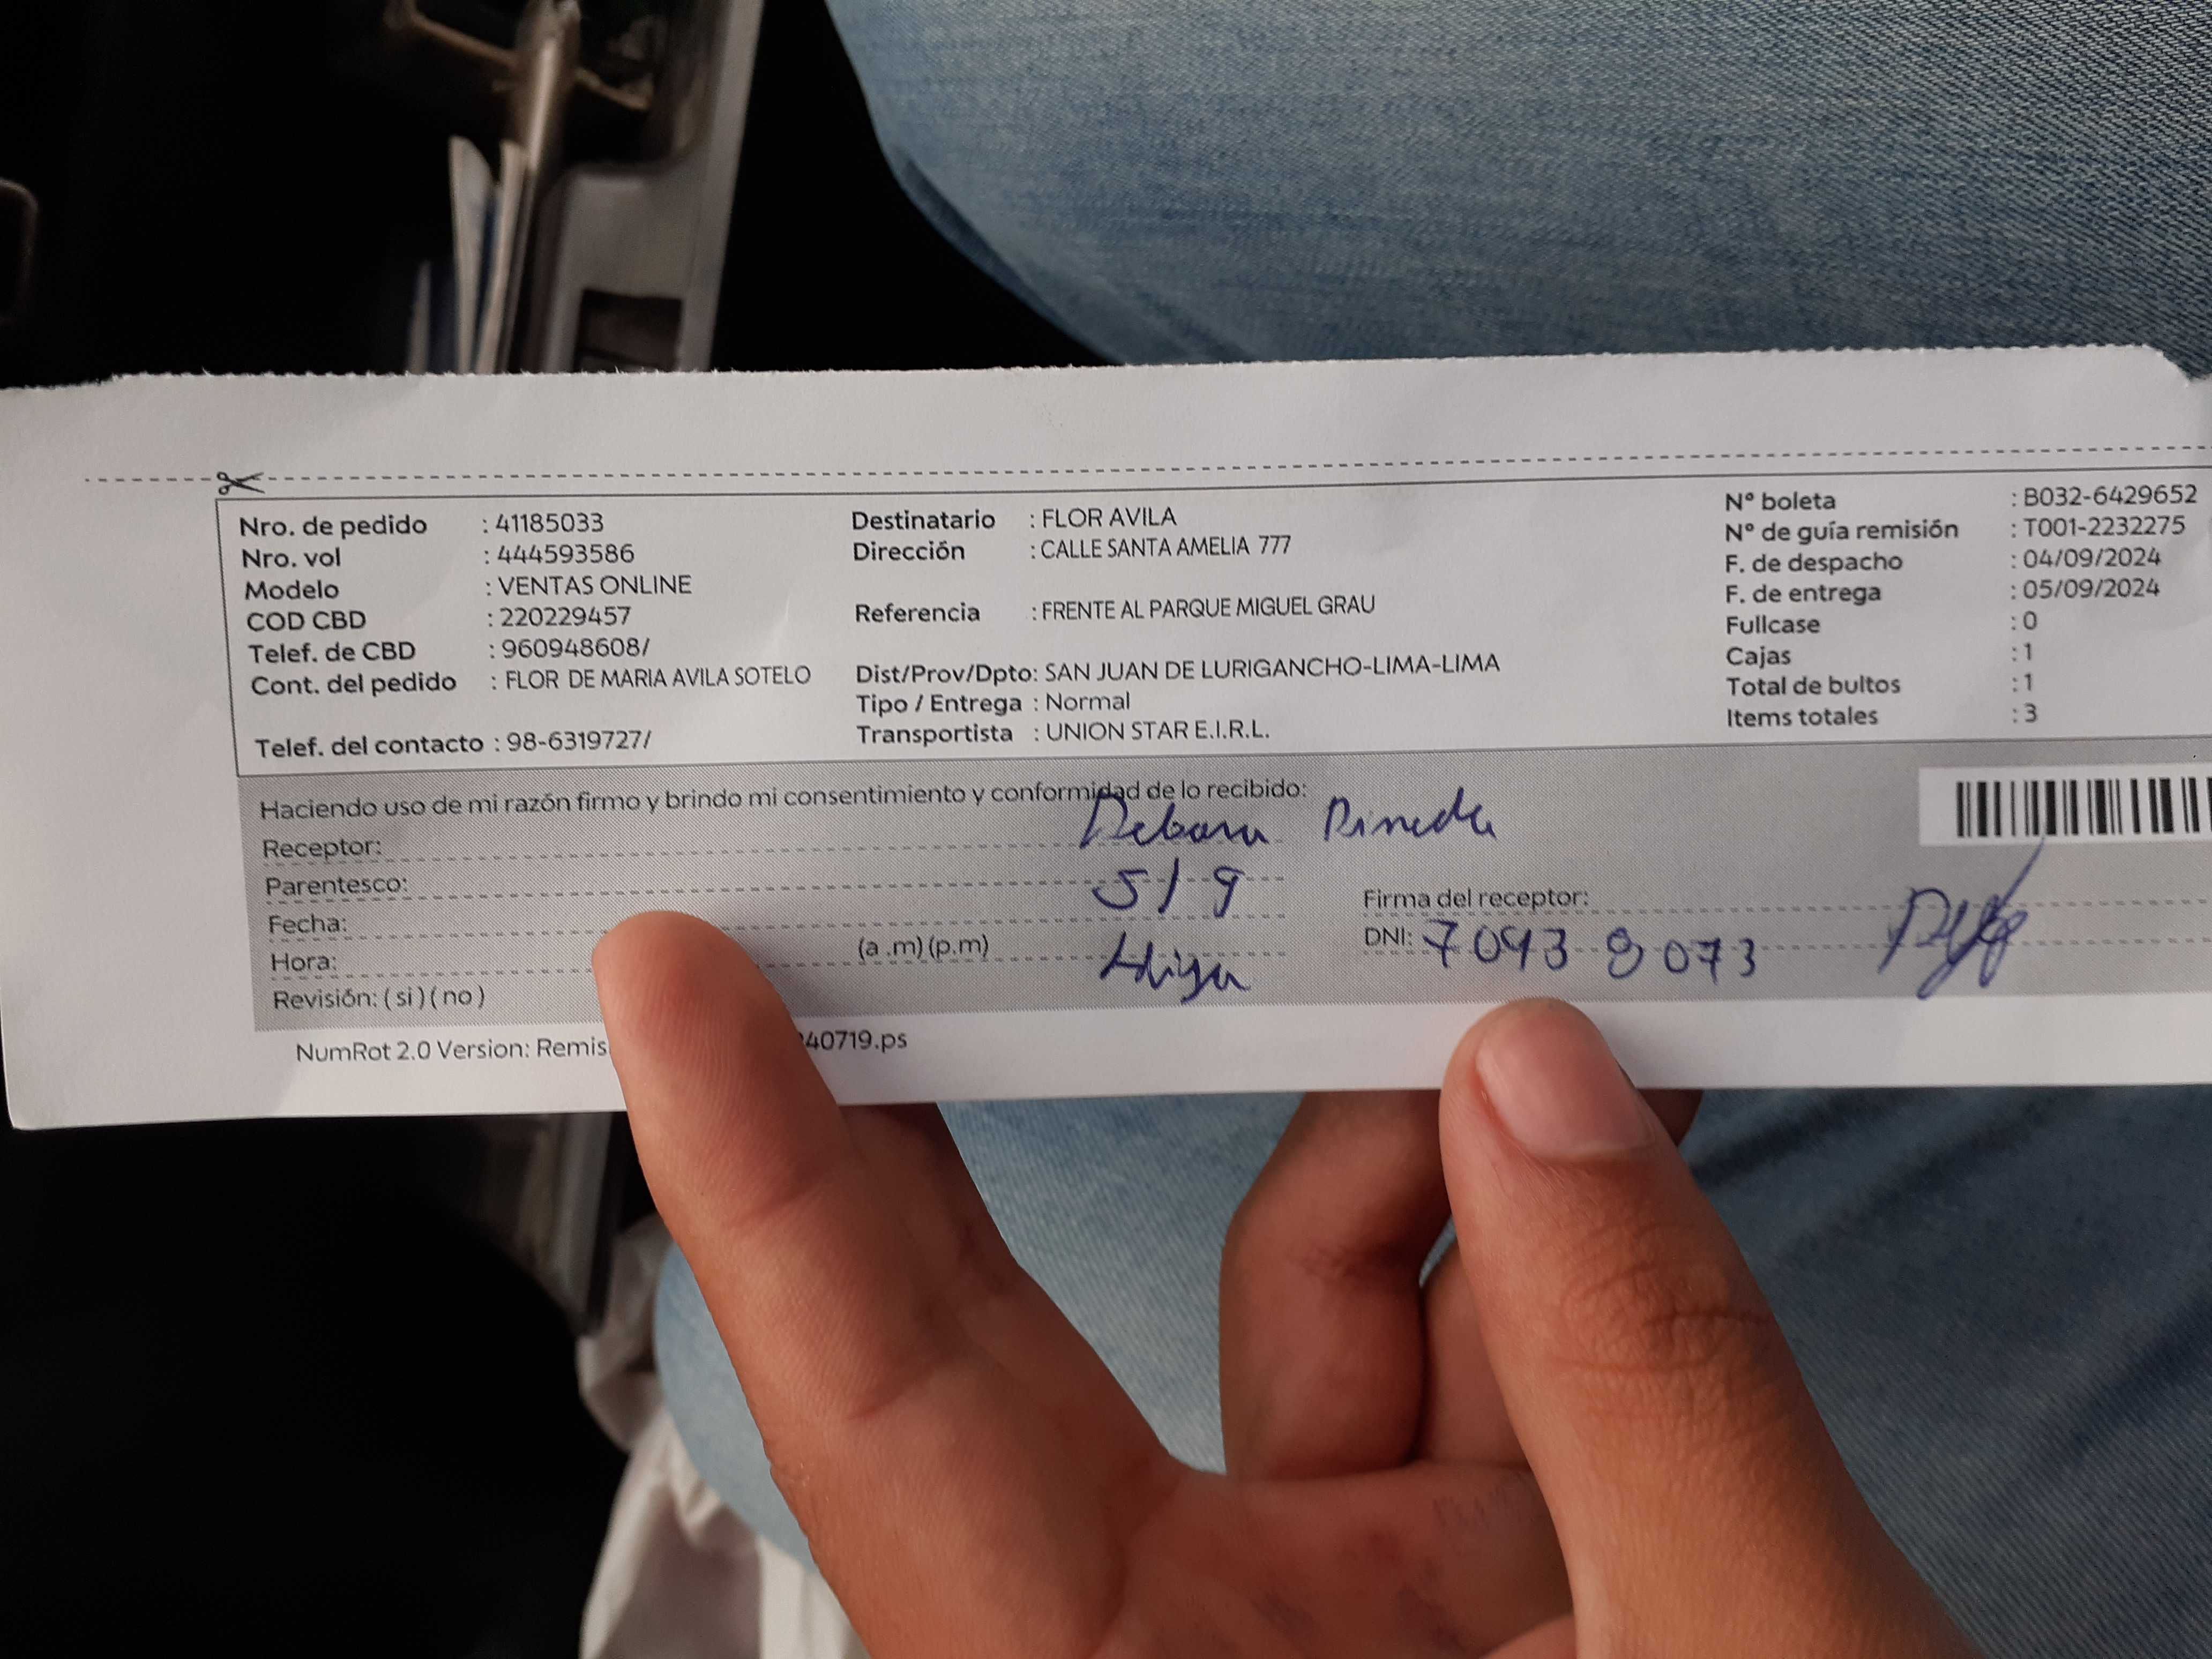 Nro. de pedido : 41185033
Nro. vol : 444593586
Modelo : VENTAS ONLINE
COD CBD : 220229457
Telef. de CBD : 960948608/
Cont. del pedido : FLOR DE MARIA AVILA SOTELO
Telef. del contacto : 98-6319727/
Destinatario : FLOR AVILA
Dirección : CALLE SANTA AMELIA 777
Referencia : FRENTE AL PARQUE MIGUEL GRAU
Dist/Prov/Dpto: SAN JUAN DE LURIGANCHO-LIMA-LIMA
Tipo / Entrega : Normal
Transportista : UNION STAR E.I.R.L.
Nº boleta : B032-6429652
Nº de guía remisión : T001-2232275
F. de despacho : 04/09/2024
F. de entrega : 05/09/2024
Fullcase : 0
Cajas : 1
Total de bultos : 1
Items totales : 3
Haciendo uso de mi razón firmo y brindo mi consentimiento y conformidad de lo recibido:
Receptor: Debora Pineda
Parentesco: 5/9
Fecha:
Hora: (a .m) (p.m) Hija
Revisión: ( si ) ( no )
Firma del receptor:
DNI: 70938073
NumRot 2.0 Version: Remis 40719.ps